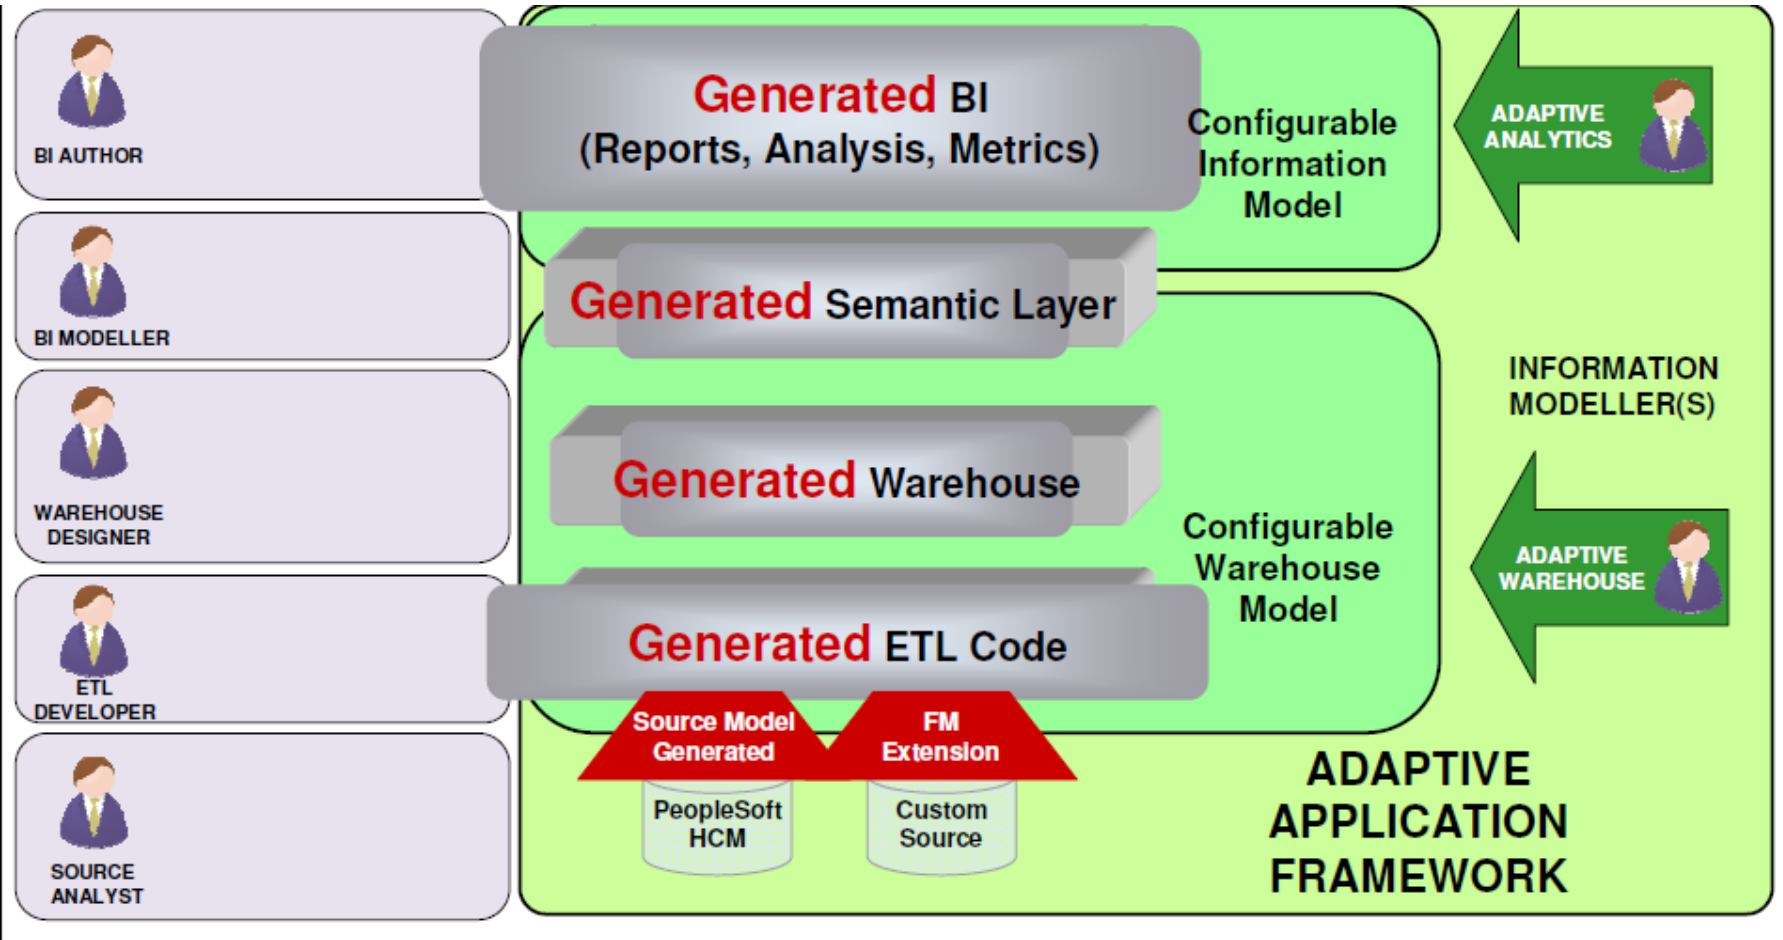 BI AUTHOR
BI MODELLER
WAREHOUSE
DESIGNER
ETL
DEVELOPER
SOURCE
ANALYST
Generated BI
(Reports, Analysis, Metrics)
Generated Semantic Layer
Generated Warehouse
Generated ETL Code
Source Model
Generated
FM
Extension
PeopleSoft
HCM
Custom
Source
Configurable
Information
Model
Configurable
Warehouse
Model
ADAPTIVE
ANALYTICS
INFORMATION
MODELLER(S)
ADAPTIVE
WAREHOUSE
ADAPTIVE
APPLICATION
FRAMEWORK